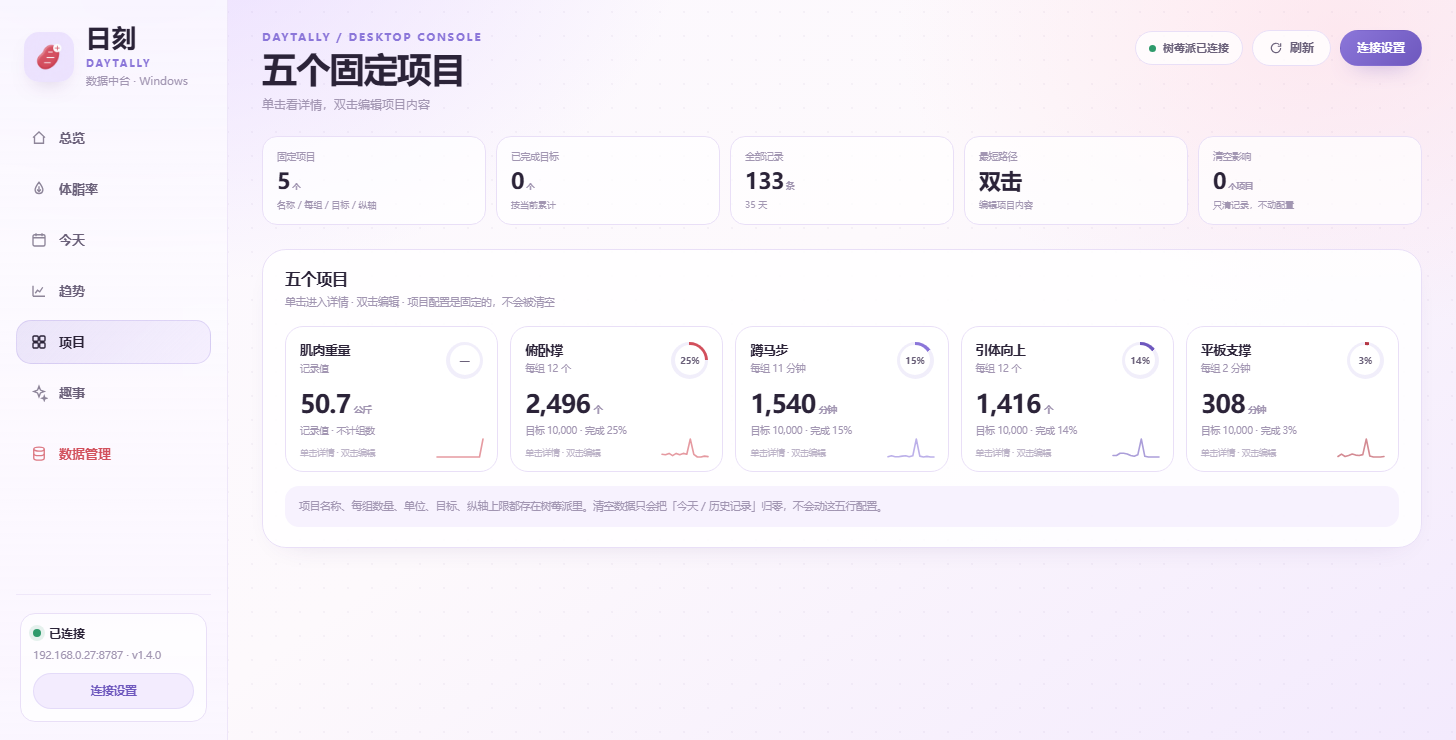 日刻
DAYTALLY
数据中台 · Windows
总览
体脂率
今天
趋势
项目
趣事
数据管理
已连接
192.168.0.27:8787 · v1.4.0
连接设置
DAYTALLY / DESKTOP CONSOLE
五个固定项目
单击看详情，双击编辑项目内容
树莓派已连接
刷新
连接设置
固定项目
5 个
名称 / 每组 / 目标 / 纵轴
已完成目标
0 个
按当前累计
全部记录
133 条
35 天
最短路径
双击
编辑项目内容
清空影响
0 个项目
只清记录，不动配置
五个项目
单击进入详情 · 双击编辑 · 项目配置是固定的，不会被清空
肌肉重量
记录值
—
50.7 公斤
记录值 · 不计组数
单击详情 · 双击编辑
俯卧撑
每组 12 个
25%
2,496 个
目标 10,000 · 完成 25%
单击详情 · 双击编辑
蹲马步
每组 11 分钟
15%
1,540 分钟
目标 10,000 · 完成 15%
单击详情 · 双击编辑
引体向上
每组 12 个
14%
1,416 个
目标 10,000 · 完成 14%
单击详情 · 双击编辑
平板支撑
每组 2 分钟
3%
308 分钟
目标 10,000 · 完成 3%
单击详情 · 双击编辑
项目名称、每组数量、单位、目标、纵轴上限都存在树莓派里。清空数据只会把「今天 / 历史记录」归零，不会动这五行配置。